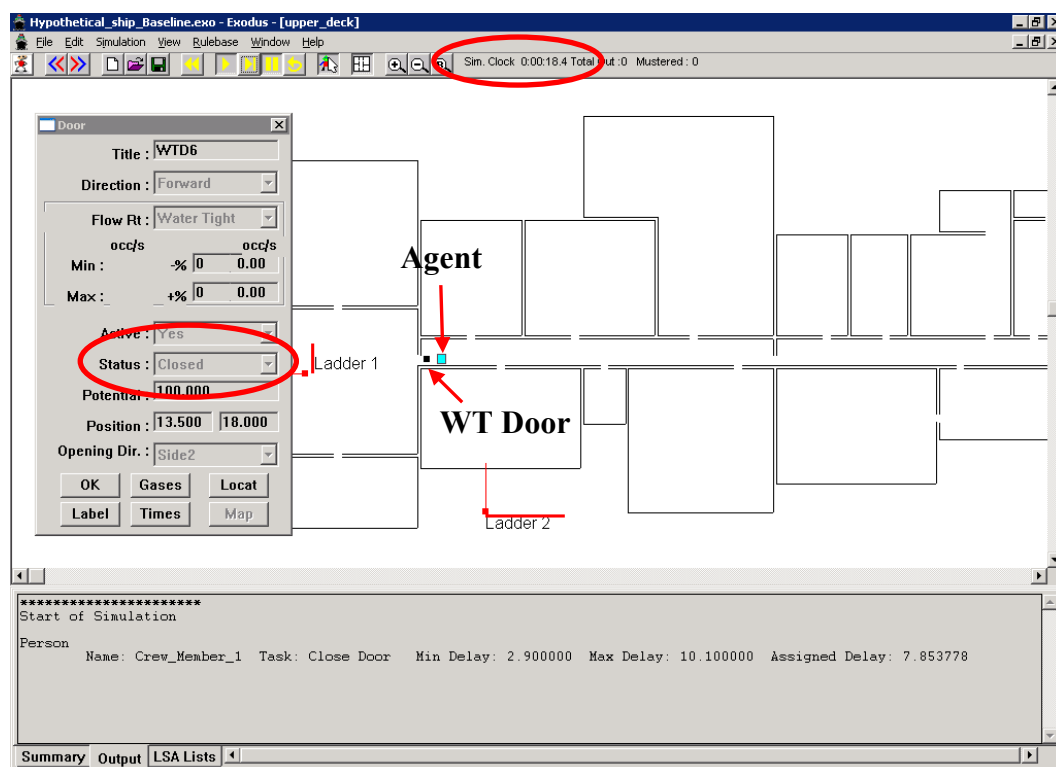 Hypothetical_ship_Baseline.exo - Exodus - [upper_deck]
File Edit Simulation View Rulebase Window Help
Sim. Clock 0:00:18.4 Total Out :0 Mustered : 0
Door
Title : WTD6
Direction : Forward
Flow Rt : Water Tight
occ/s occ/s
Min : -% 0 0.00
Max : +% 0 0.00
Active : Yes
Status : Closed
Potential : 100.000
Position : 13.500 18.000
Opening Dir. : Side2
OK Gases Locat
Label Times Map
Agent
Ladder 1
WT Door
Ladder 2
***********************
Start of Simulation
Person
Name: Crew_Member_1 Task: Close Door Min Delay: 2.900000 Max Delay: 10.100000 Assigned Delay: 7.853778
Summary Output LSA Lists